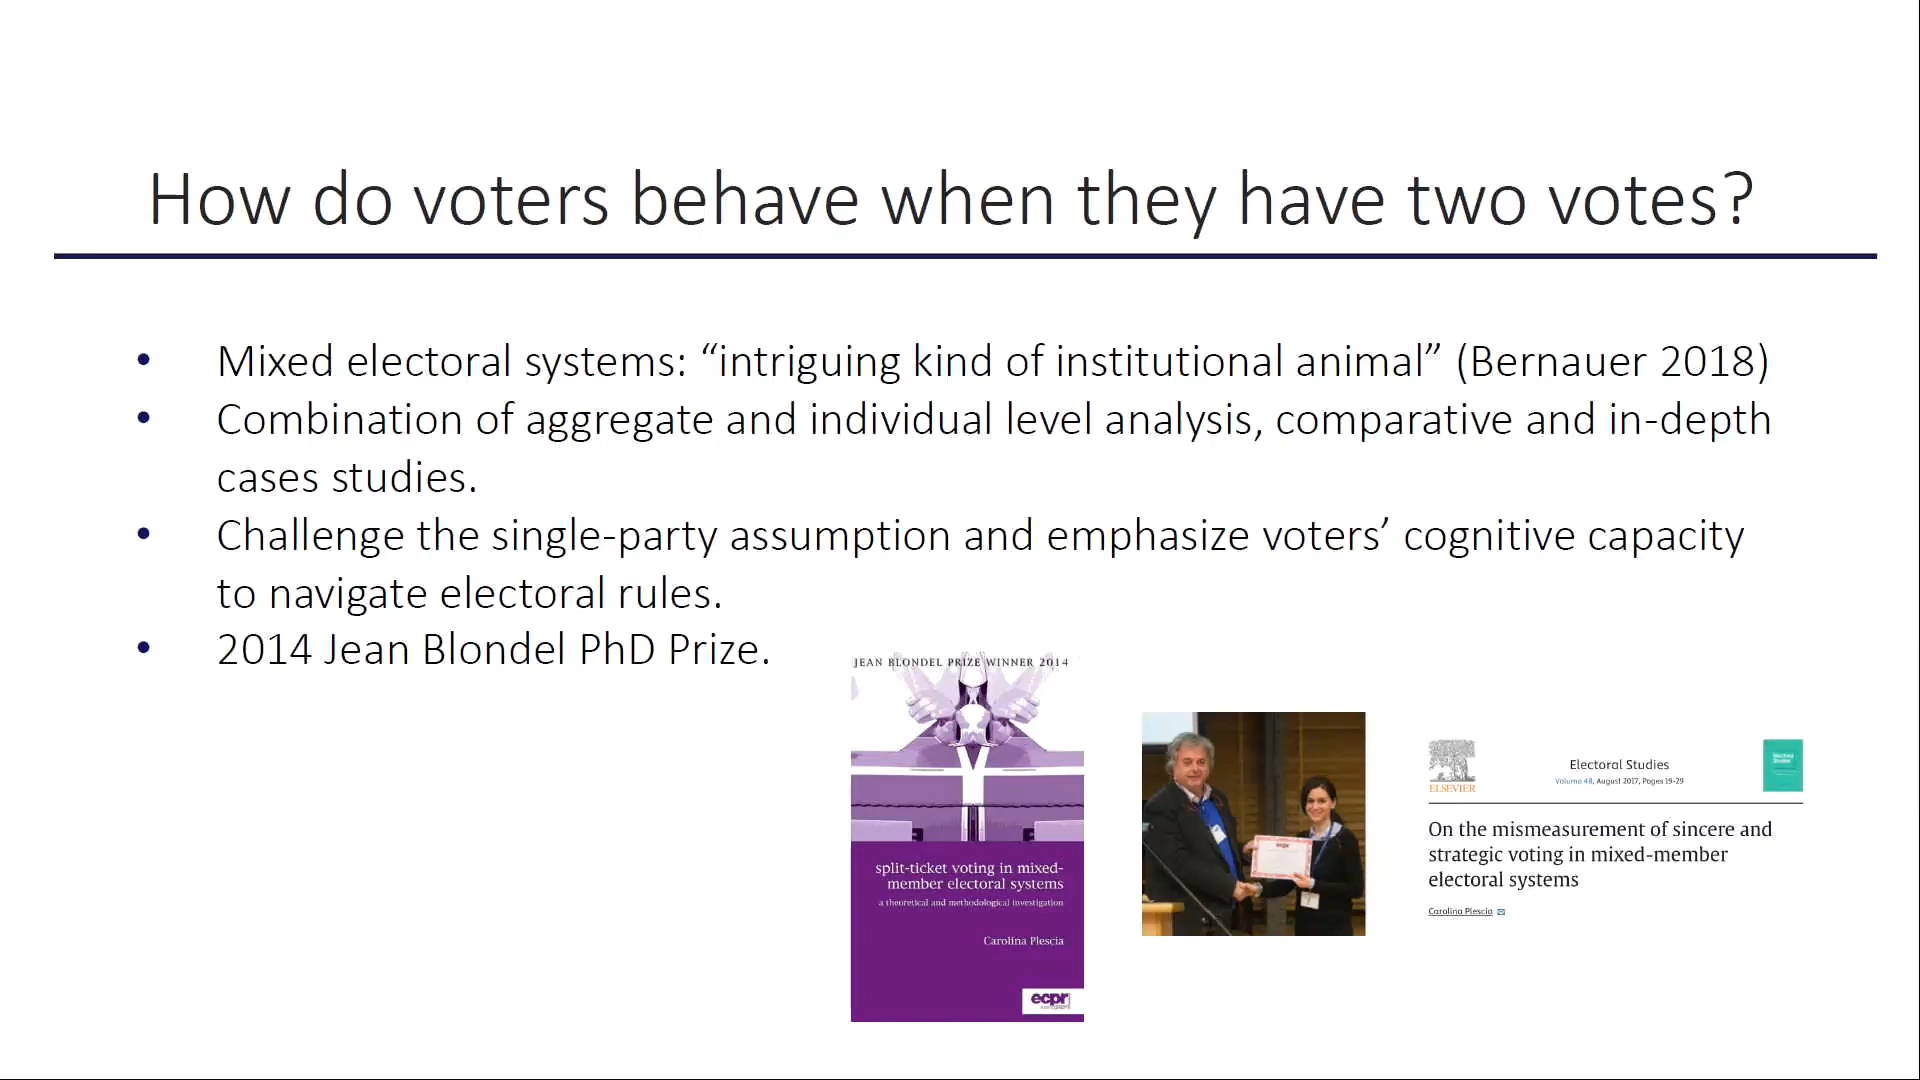 How do voters behave when they have two votes?
• Mixed electoral systems: “intriguing kind of institutional animal” (Bernauer 2018)
• Combination of aggregate and individual level analysis, comparative and in-depth
cases studies.
• Challenge the single-party assumption and emphasize voters’ cognitive capacity
to navigate electoral rules.
• 2014 Jean Blondel PhD Prize.
JEAN BLONDEL PRIZE WINNER 2014
split-ticket voting in mixed-
member electoral systems
a theoretical and methodological investigation
Carolina Plescia
ecpr
ecpr
ELSEVIER
Electoral Studies
Volume 48, August 2017, Pages 19-29
Electoral
Studies
On the mismeasurement of sincere and
strategic voting in mixed-member
electoral systems
Carolina Plescia